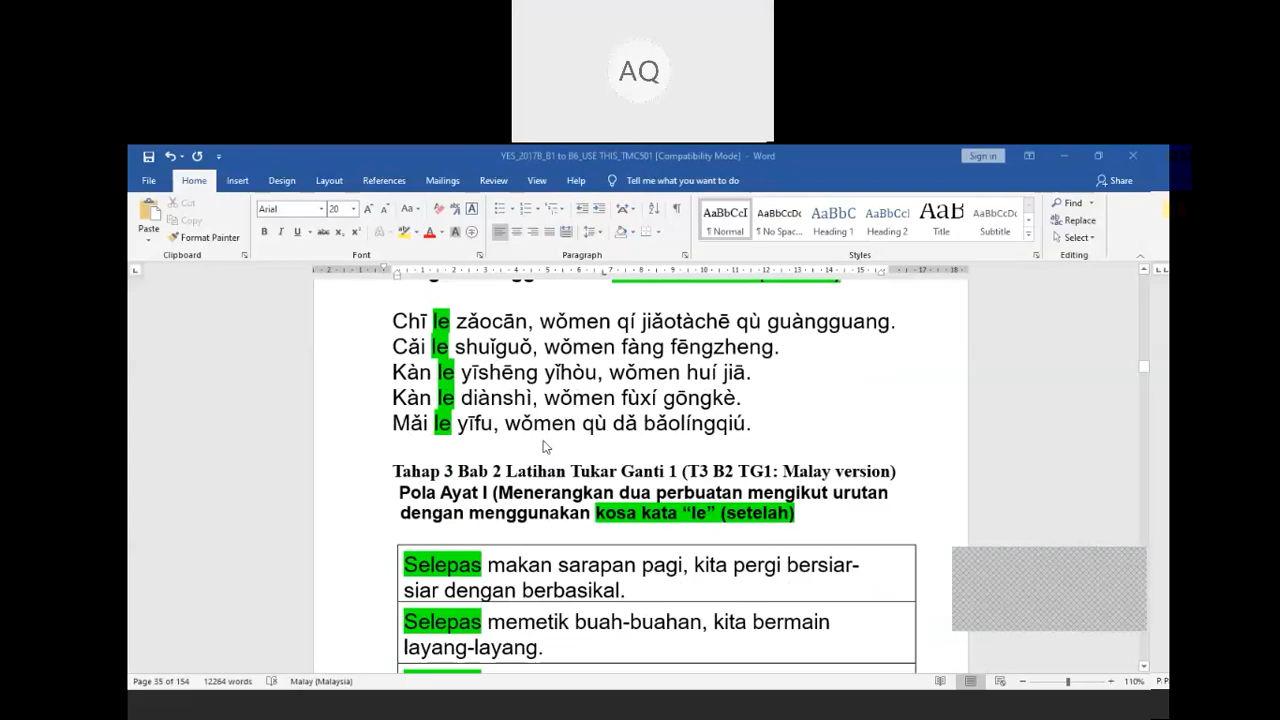 AQ
YES_2017B_B1 to B6_USE THIS_TMC501 [Compatibility Mode] - Word
Sign in
File Home Insert Design Layout References Mailings Review View Help Tell me what you want to do Share
Paste
Cut
Copy
Format Painter
Arial 20
AaBbCcI AaBbCcDc AaBbC AaBbCcI AaB AaBbCcDc
¶ Normal ¶ No Spac... Heading 1 Heading 2 Title Subtitle
Find
Replace
Select
Clipboard Font Paragraph Styles Editing
Chī le zǎocān, wǒmen qí jiǎotàchē qù guàngguang.
Cǎi le shuǐguǒ, wǒmen fàng fēngzheng.
Kàn le yīshēng yǐhòu, wǒmen huí jiā.
Kàn le diànshì, wǒmen fùxí gōngkè.
Mǎi le yīfu, wǒmen qù dǎ bǎolíngqiú.
Tahap 3 Bab 2 Latihan Tukar Ganti 1 (T3 B2 TG1: Malay version)
Pola Ayat I (Menerangkan dua perbuatan mengikut urutan
dengan menggunakan kosa kata “le” (setelah)
Selepas makan sarapan pagi, kita pergi bersiar-
siar dengan berbasikal.
Selepas memetik buah-buahan, kita bermain
layang-layang.
Page 35 of 154 12264 words Malay (Malaysia) 110%